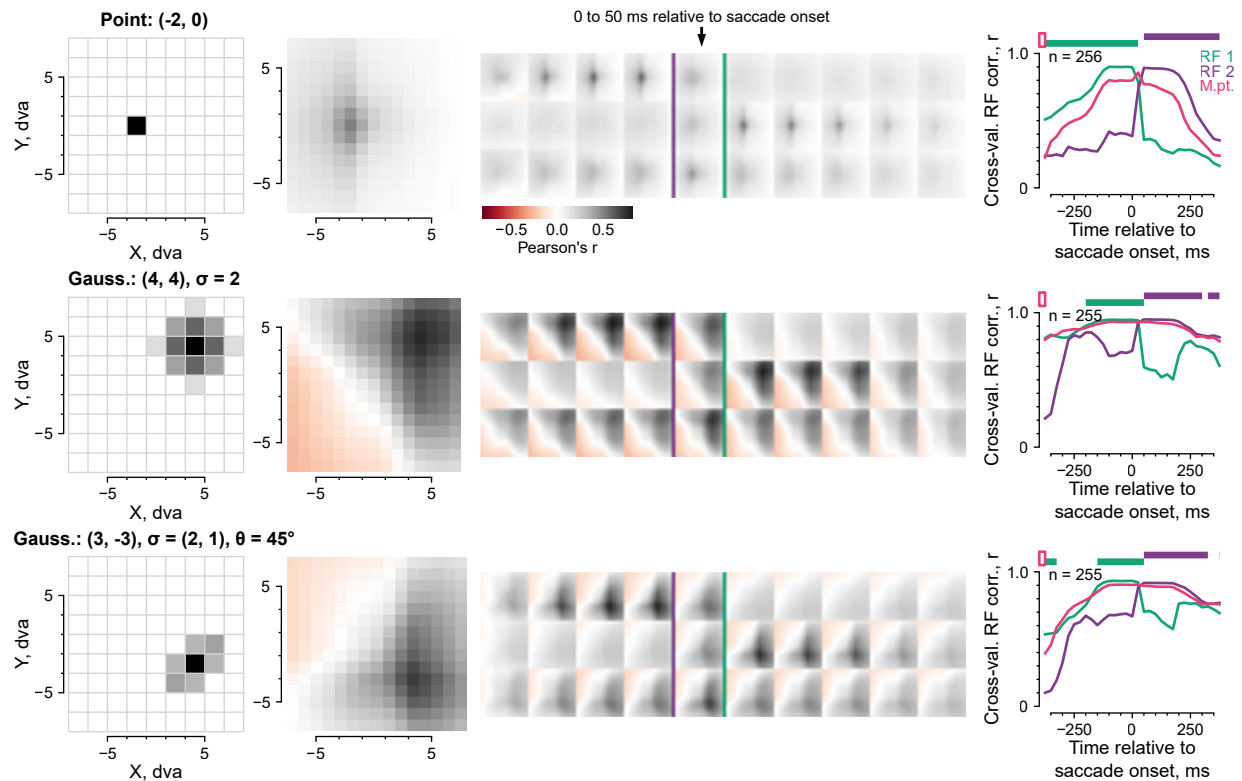 Point: (-2, 0)
0 to 50 ms relative to saccade onset
5
−5
Y, dva
−5
5
X, dva
5
−5
−5
5
−0.5
0.0
0.5
Pearson's r
1.0
0
Cross-val. RF corr., r
n = 256
RF 1
RF 2
M.pt.
−250
0
250
Time relative to
saccade onset, ms
Gauss.: (4, 4), σ = 2
5
−5
Y, dva
−5
5
X, dva
5
−5
−5
5
1.0
0
Cross-val. RF corr., r
n = 255
−250
0
250
Time relative to
saccade onset, ms
Gauss.: (3, -3), σ = (2, 1), θ = 45°
5
−5
Y, dva
−5
5
X, dva
5
−5
−5
5
1.0
0
Cross-val. RF corr., r
n = 255
−250
0
250
Time relative to
saccade onset, ms